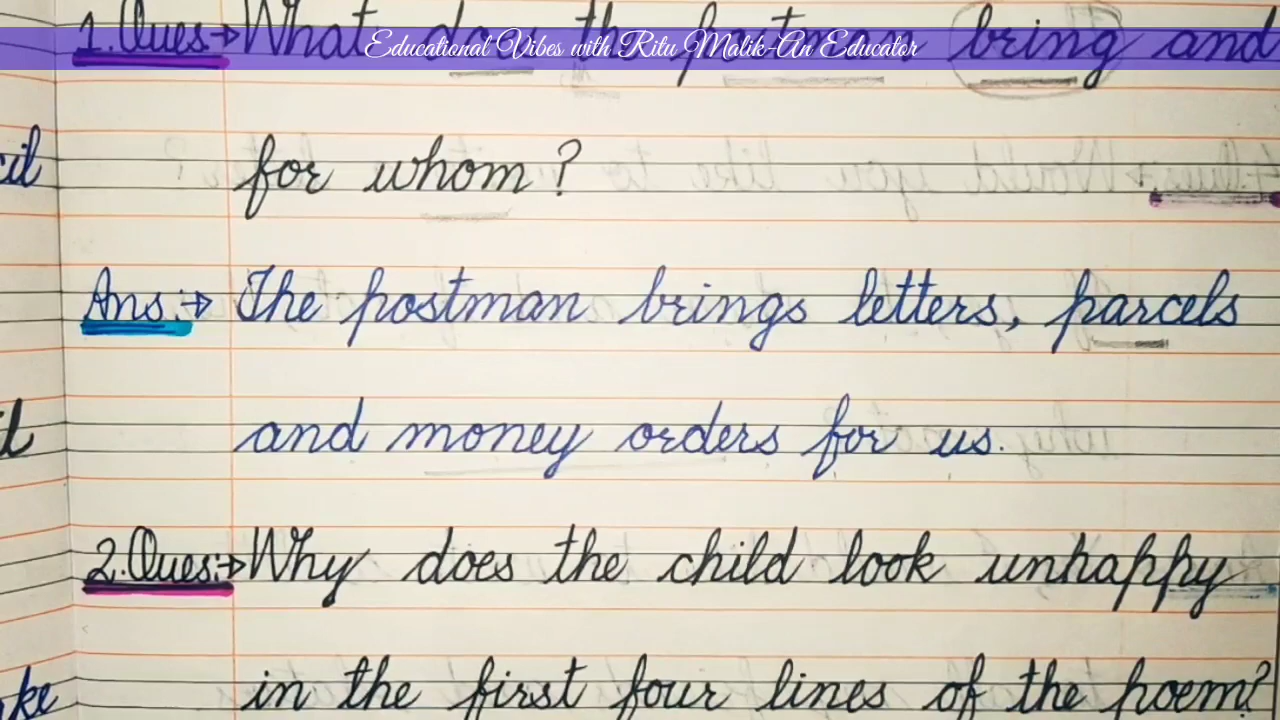 Educational Vibes with Ritu Malik-An Educator
1.Ques:→What does the postman bring and
for whom?
Ans:→ The postman brings letters, parcels
and money orders for us.
2.Ques:→Why does the child look unhappy
in the first four lines of the poem?